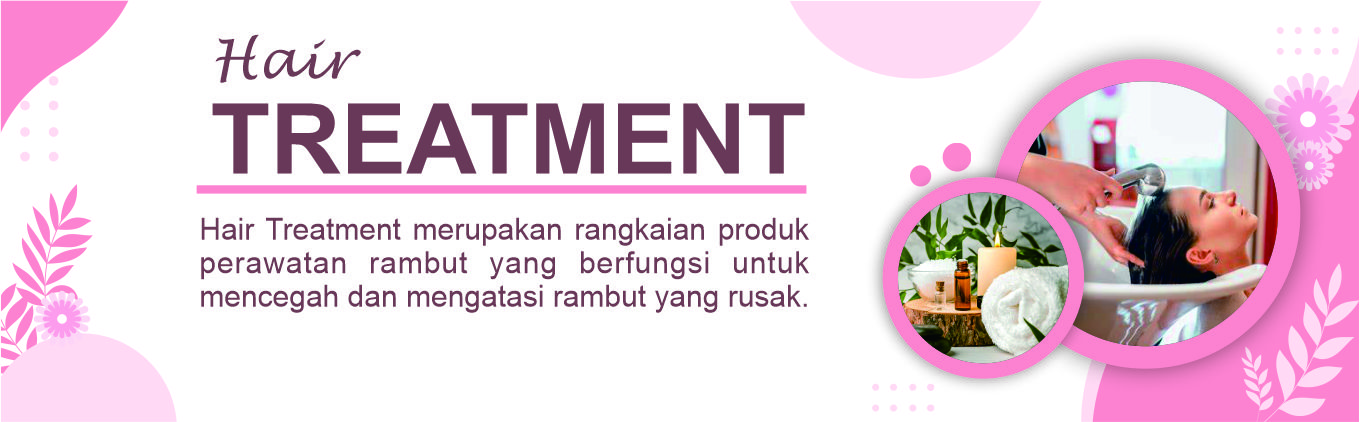 Hair
TREATMENT
Hair Treatment merupakan rangkaian produk
perawatan rambut yang berfungsi untuk
mencegah dan mengatasi rambut yang rusak.